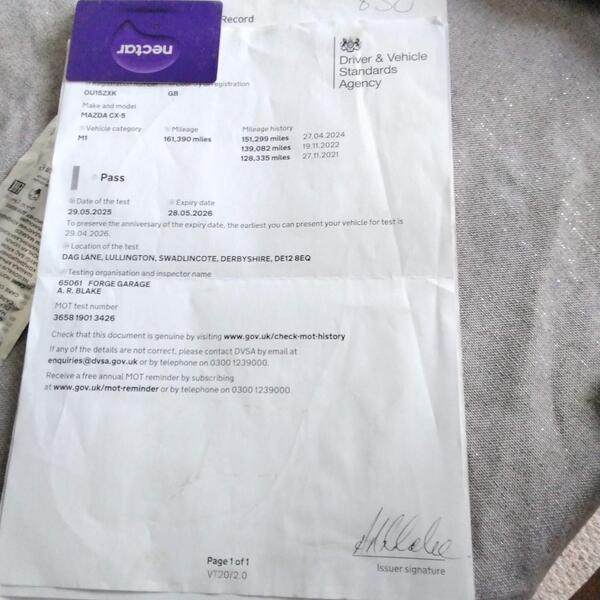 850
Record
nectar
Driver & Vehicle
Standards
Agency
registration
OU15ZXK GB
Make and model
MAZDA CX-5
Vehicle category Mileage Mileage history
M1 161,390 miles 151,299 miles 27.04.2024
139,082 miles 19.11.2022
128,335 miles 27.11.2021
Pass
Date of the test Expiry date
29.05.2025 28.05.2026
To preserve the anniversary of the expiry date, the earliest you can present your vehicle for test is
29.04.2026.
Location of the test
DAG LANE, LULLINGTON, SWADLINCOTE, DERBYSHIRE, DE12 8EQ
Testing organisation and inspector name
65061 FORGE GARAGE
A. R. BLAKE
MOT test number
3658 1901 3426
Check that this document is genuine by visiting www.gov.uk/check-mot-history
If any of the details are not correct, please contact DVSA by email at
enquiries@dvsa.gov.uk or by telephone on 0300 1239000.
Receive a free annual MOT reminder by subscribing
at www.gov.uk/mot-reminder or by telephone on 0300 1239000.
Page 1 of 1
VT20/2.0
Issuer signature